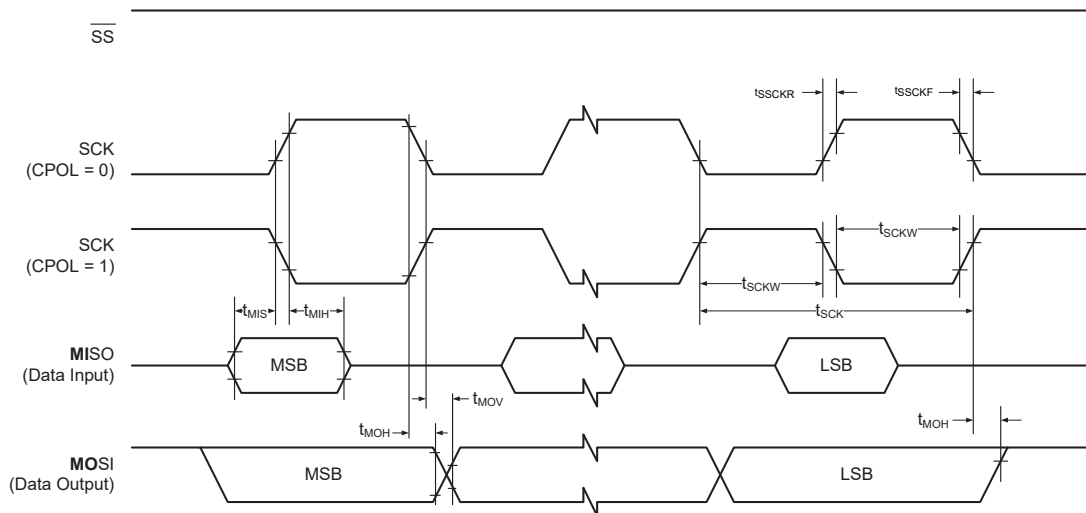 SS
tSSCKR
tSSCKF
SCK
(CPOL = 0)
SCK
(CPOL = 1)
tSCKW
tSCKW
tSCK
tMIS
tMIH
MISO
(Data Input)
MSB
LSB
tMOV
tMOH
tMOH
MOSI
(Data Output)
MSB
LSB